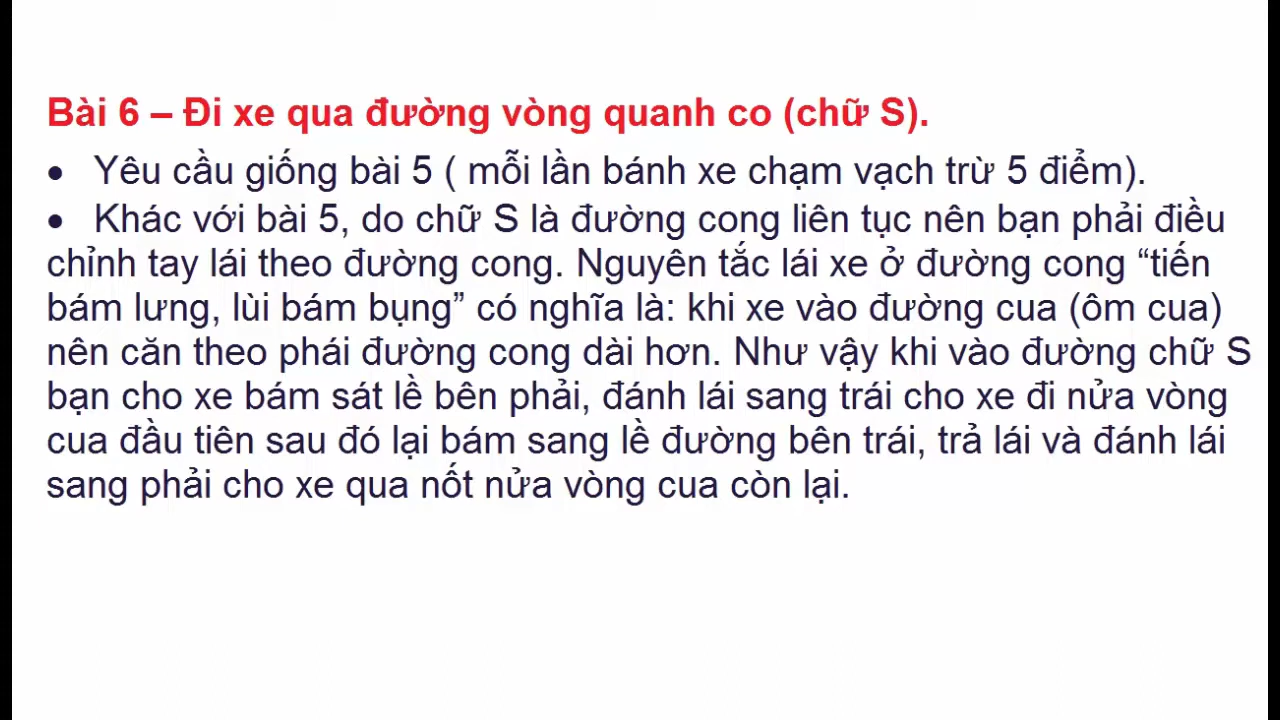 Bài 6 – Đi xe qua đường vòng quanh co (chữ S).
• Yêu cầu giống bài 5 ( mỗi lần bánh xe chạm vạch trừ 5 điểm).
• Khác với bài 5, do chữ S là đường cong liên tục nên bạn phải điều
chỉnh tay lái theo đường cong. Nguyên tắc lái xe ở đường cong “tiến
bám lưng, lùi bám bụng” có nghĩa là: khi xe vào đường cua (ôm cua)
nên căn theo phái đường cong dài hơn. Như vậy khi vào đường chữ S
bạn cho xe bám sát lề bên phải, đánh lái sang trái cho xe đi nửa vòng
cua đầu tiên sau đó lại bám sang lề đường bên trái, trả lái và đánh lái
sang phải cho xe qua nốt nửa vòng cua còn lại.